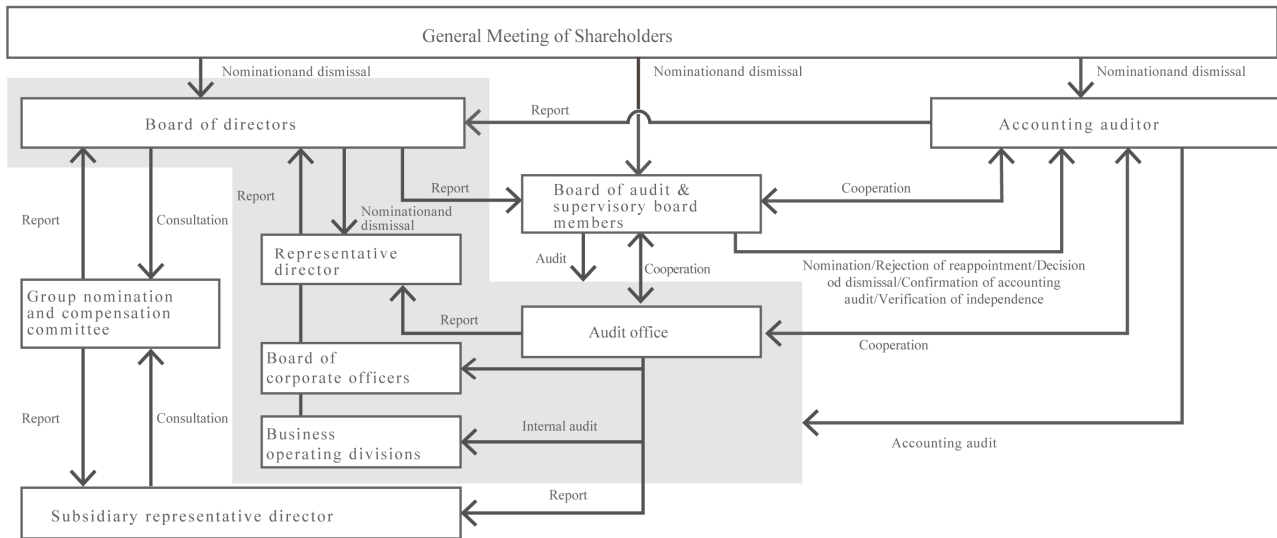 General Meeting of Shareholders
Nominationand dismissal
Nominationand dismissal
Nominationand dismissal
Board of directors
Report
Accounting auditor
Report
Consultation
Report
Nominationand
dismissal
Report
Board of audit &
supervisory board
members
Cooperation
Representative
director
Audit
Cooperation
Nomination/Rejection of reappointment/Decision
od dismissal/Confirmation of accounting
audit/Verification of independence
Group nomination
and compensation
committee
Report
Audit office
Cooperation
Board of
corporate officers
Report
Consultation
Business
operating divisions
Internal audit
Accounting audit
Report
Subsidiary representative director